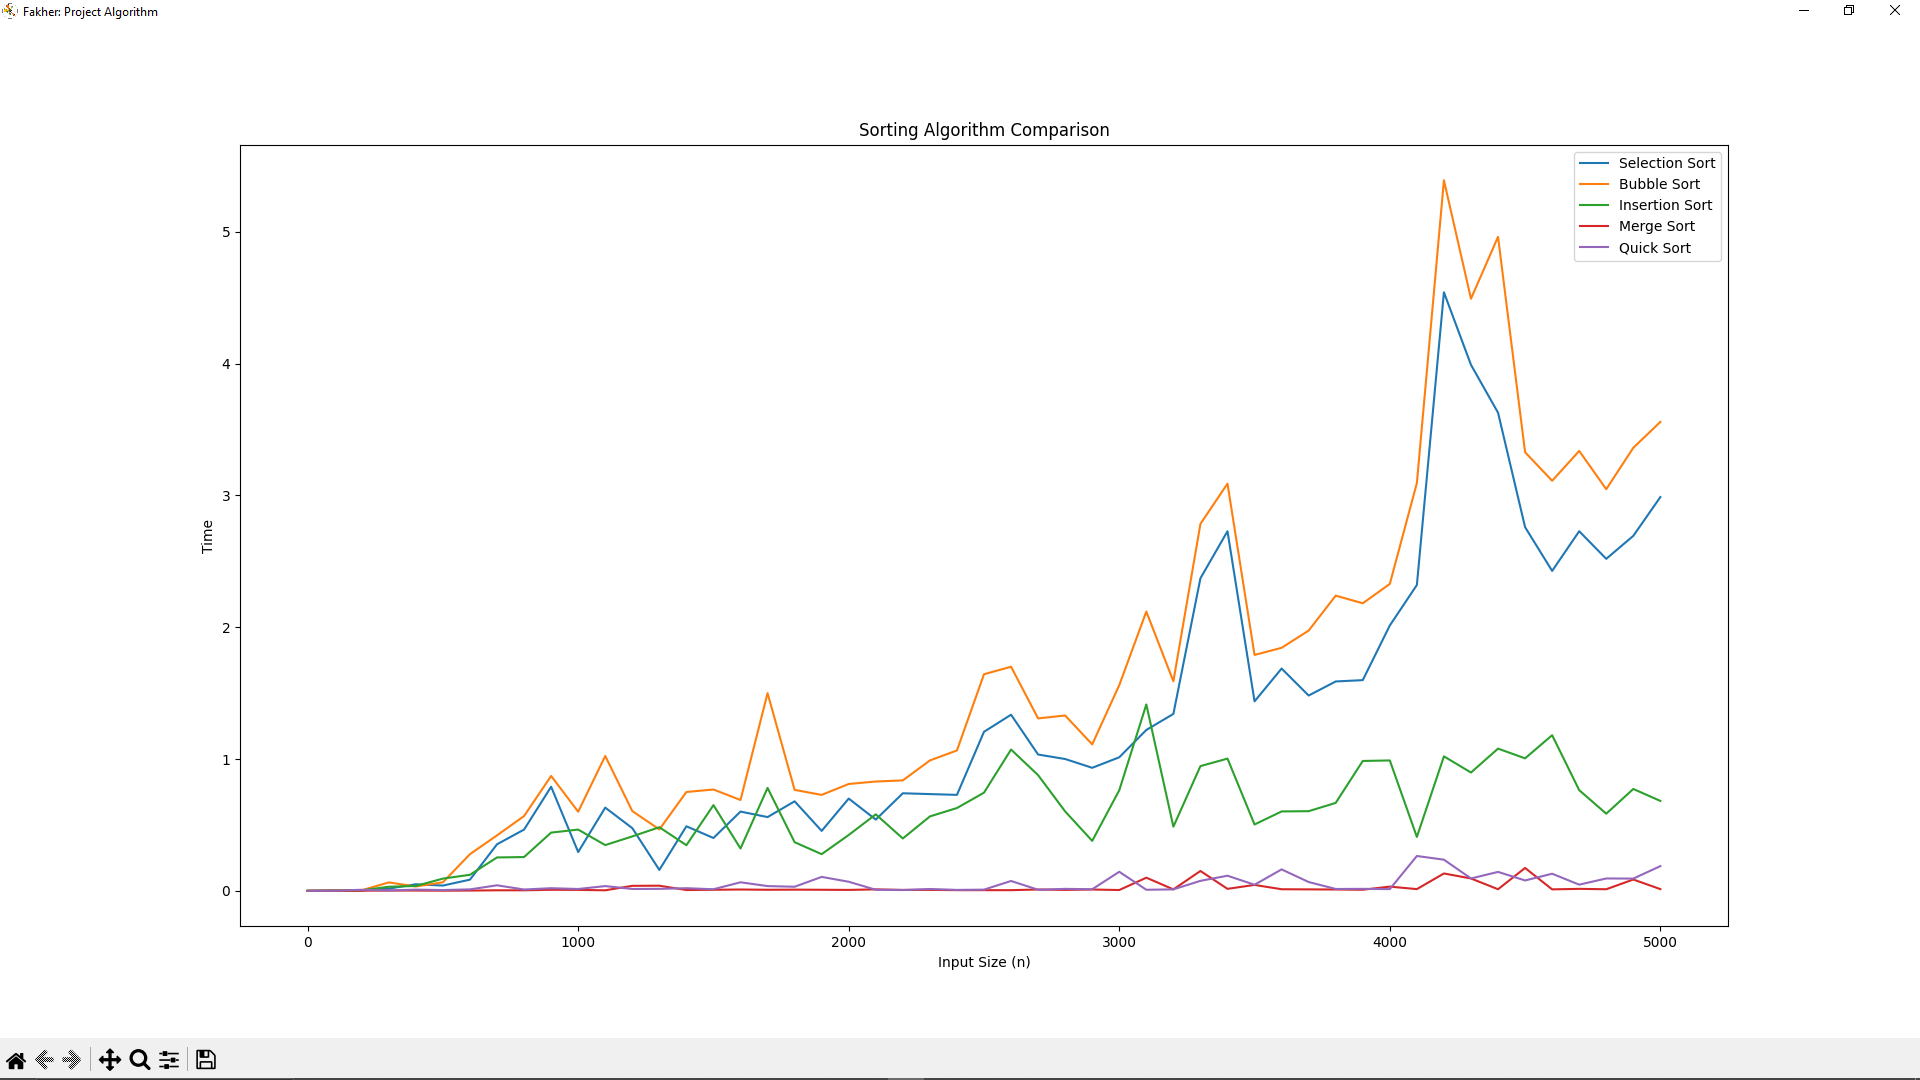 Fakher: Project Algorithm
Sorting Algorithm Comparison
Selection Sort
Bubble Sort
Insertion Sort
Merge Sort
Quick Sort
5
4
3
2
1
0
Time
0 1000 2000 3000 4000 5000
Input Size (n)